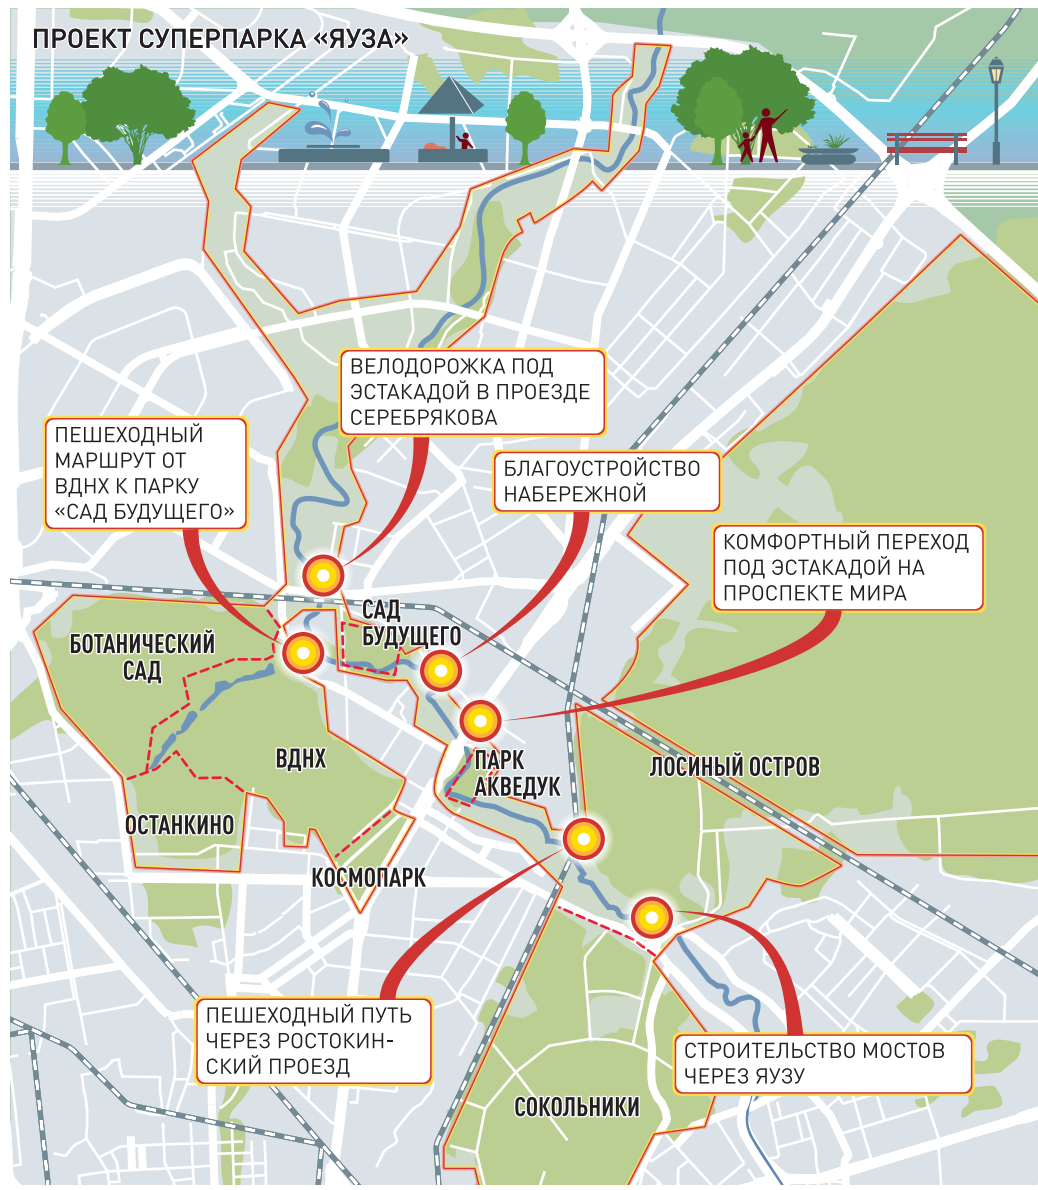 ПРОЕКТ СУПЕРПАРКА «ЯУЗА»
ВЕЛОДОРОЖКА ПОД
ЭСТАКАДОЙ В ПРОЕЗДЕ
СЕРЕБРЯКОВА
ПЕШЕХОДНЫЙ
МАРШРУТ ОТ
ВДНХ К ПАРКУ
«САД БУДУЩЕГО»
БЛАГОУСТРОЙСТВО
НАБЕРЕЖНОЙ
КОМФОРТНЫЙ ПЕРЕХОД
ПОД ЭСТАКАДОЙ НА
ПРОСПЕКТЕ МИРА
САД
БУДУЩЕГО
БОТАНИЧЕСКИЙ
САД
ВДНХ
ПАРК
АКВЕДУК
ЛОСИНЫЙ ОСТРОВ
ОСТАНКИНО
КОСМОПАРК
ПЕШЕХОДНЫЙ ПУТЬ
ЧЕРЕЗ РОСТОКИН-
СКИЙ ПРОЕЗД
СТРОИТЕЛЬСТВО МОСТОВ
ЧЕРЕЗ ЯУЗУ
СОКОЛЬНИКИ